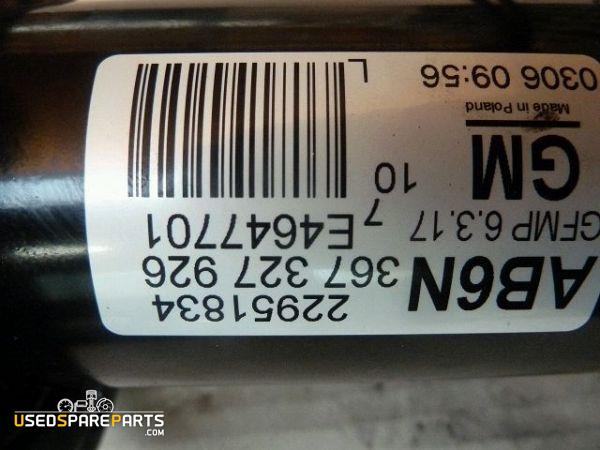 22951834
AB6N 367 327 926
GFMP 6.3.17 7 E4647701
GM 10
Made in Poland
0306 09:56 L
USEDSPAREPARTS
.COM